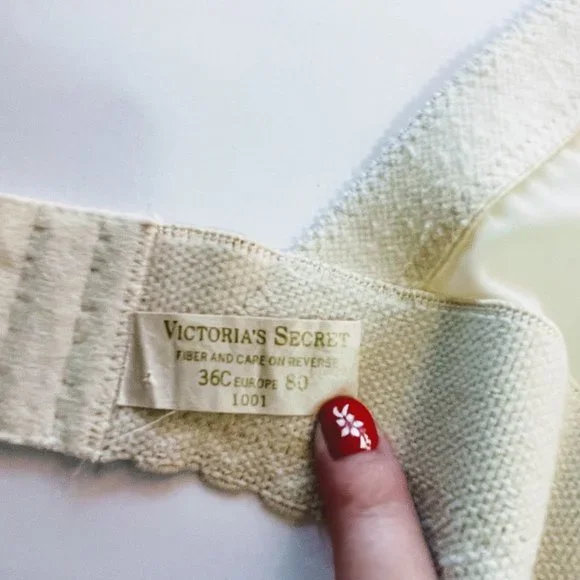 VICTORIA'S SECRET
FIBER AND CARE ON REVERSE
36C EUROPE 80
1001